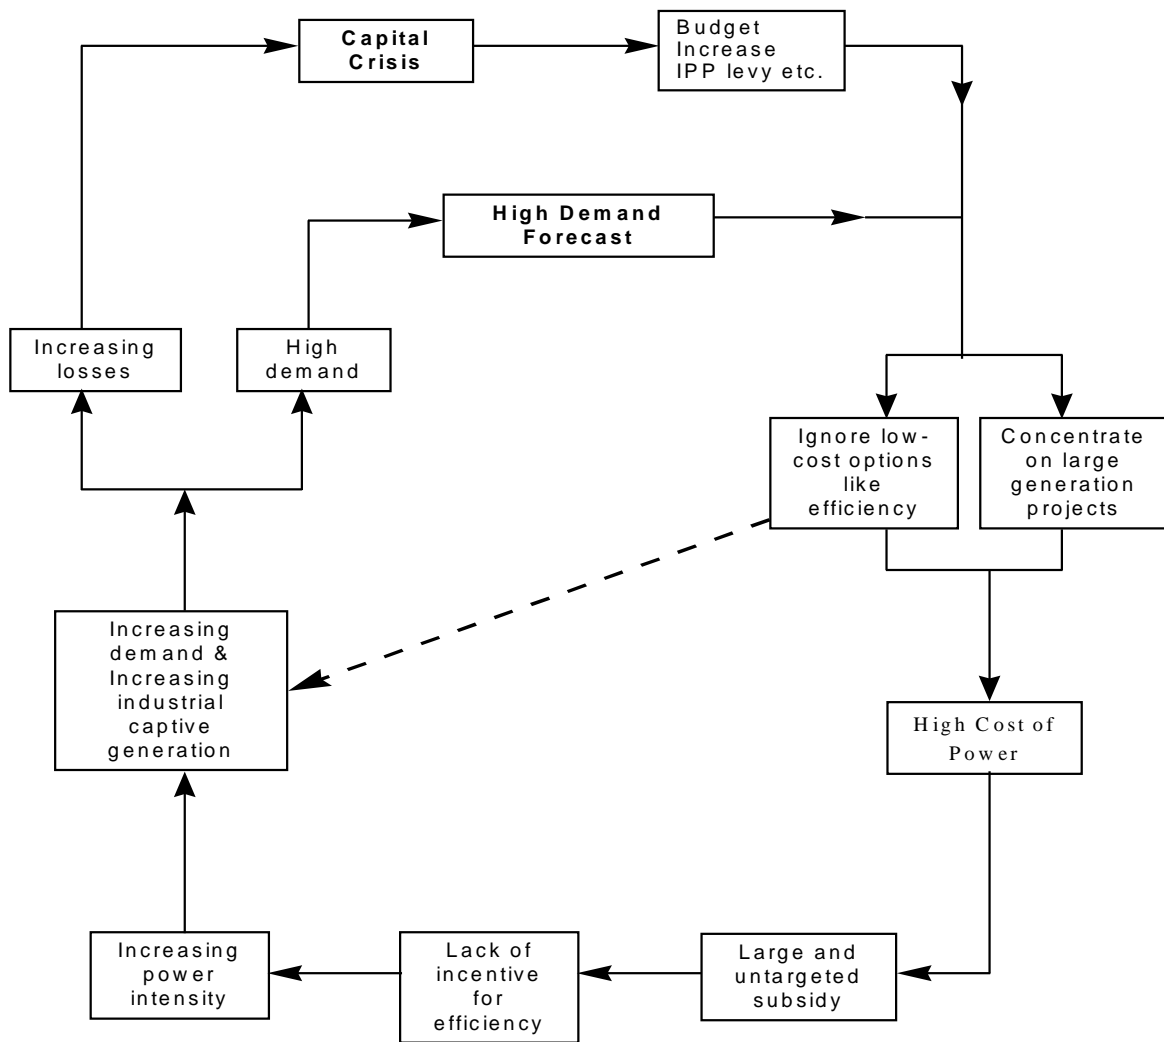 Capital
Crisis
Budget
Increase
IPP levy etc.
High Demand
Forecast
Increasing
losses
High
demand
Ignore low-
cost options
like
efficiency
Concentrate
on large
generation
projects
Increasing
demand &
Increasing
industrial
captive
generation
High Cost of
Power
Increasing
power
intensity
Lack of
incentive
for
efficiency
Large and
untargeted
subsidy